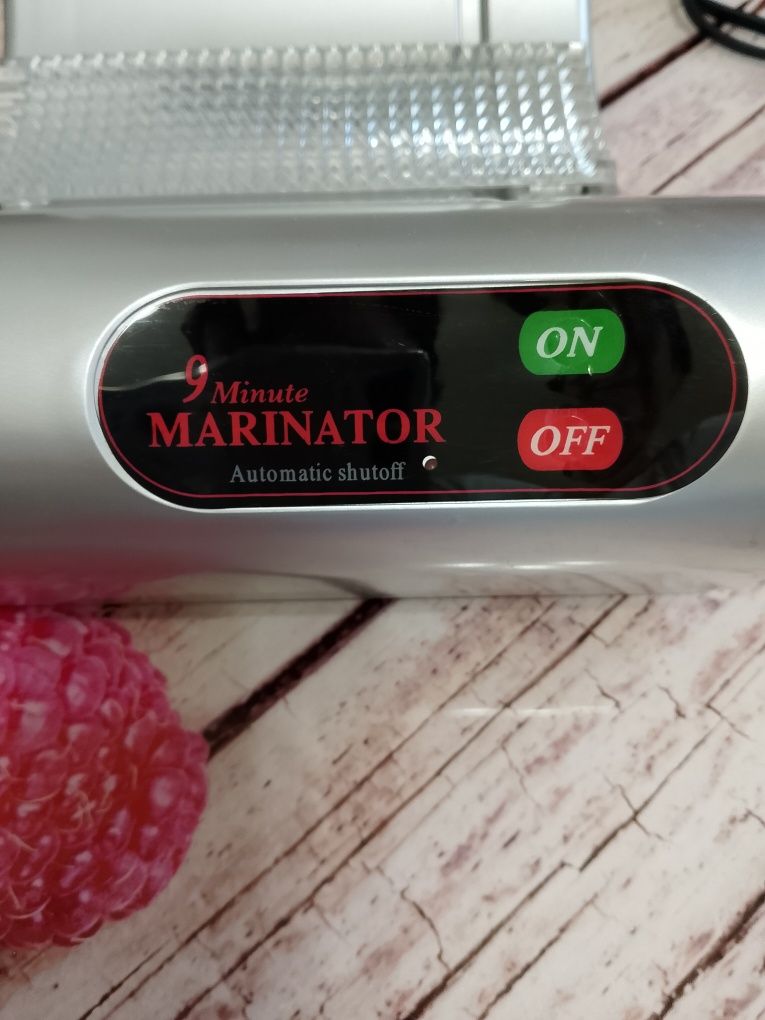 9 Minute
MARINATOR
Automatic shutoff
ON
OFF